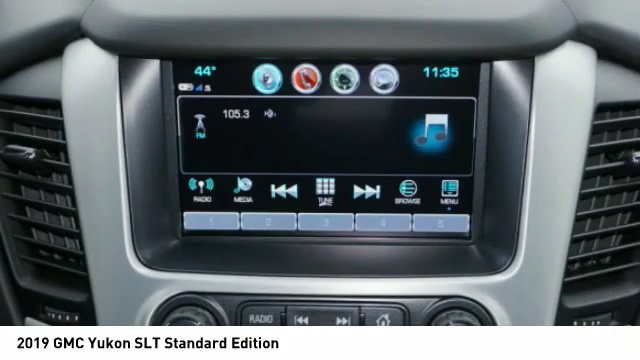 44° 11:35
105.3
FM
RADIO MEDIA TUNE BROWSE MENU
1 2 3 4 5
RADIO
2019 GMC Yukon SLT Standard Edition